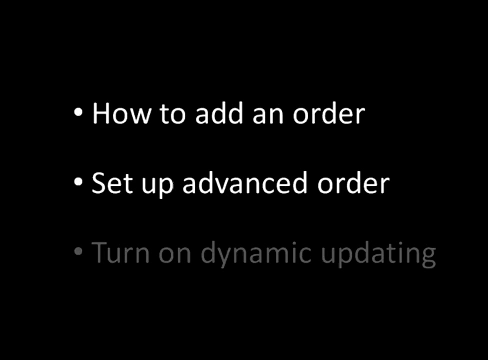 • How to add an order
• Set up advanced order
• Turn on dynamic updating